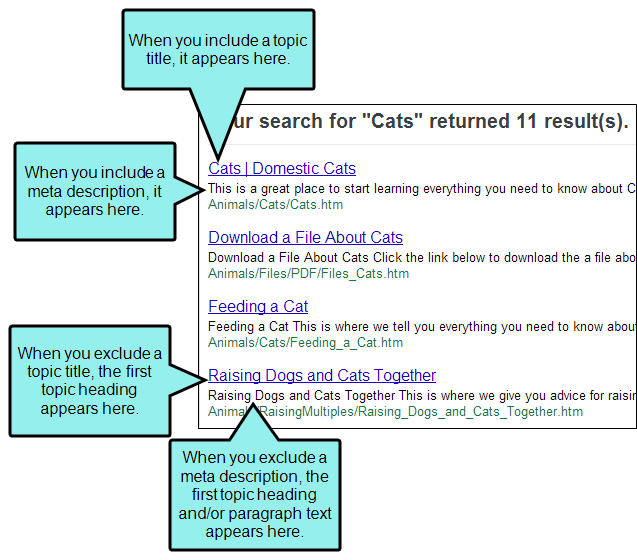 When you include a topic
title, it appears here.
ur search for "Cats" returned 11 result(s).
When you include a
meta description, it
appears here.
Cats | Domestic Cats
This is a great place to start learning everything you need to know about C
Animals/Cats/Cats.htm
Download a File About Cats
Download a File About Cats Click the link below to download the a file abo
Animals/Files/PDF/Files_Cats.htm
Feeding a Cat
Feeding a Cat This is where we tell you everything you need to know abou
Animals/Cats/Feeding_a_Cat.htm
When you exclude a
topic title, the first
topic heading
appears here.
Raising Dogs and Cats Together
Raising Dogs and Cats Together This is where we give you advice for raisin
Animal /RaisingMultiples/Raising_Dogs_and_Cats_Together.htm
When you exclude a
meta description, the
first topic heading
and/or paragraph text
appears here.